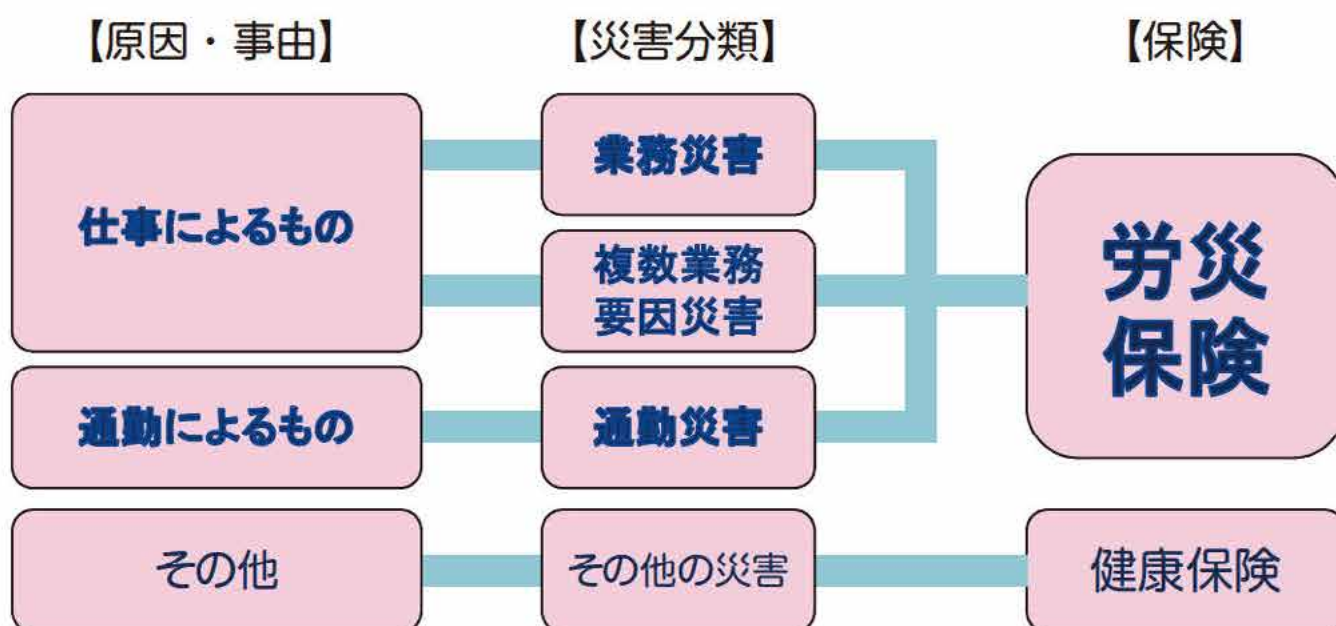 【原因・事由】
【災害分類】
【保険】
仕事によるもの
業務災害
複数業務
要因災害
労災
保険
通勤によるもの
通勤災害
その他
その他の災害
健康保険